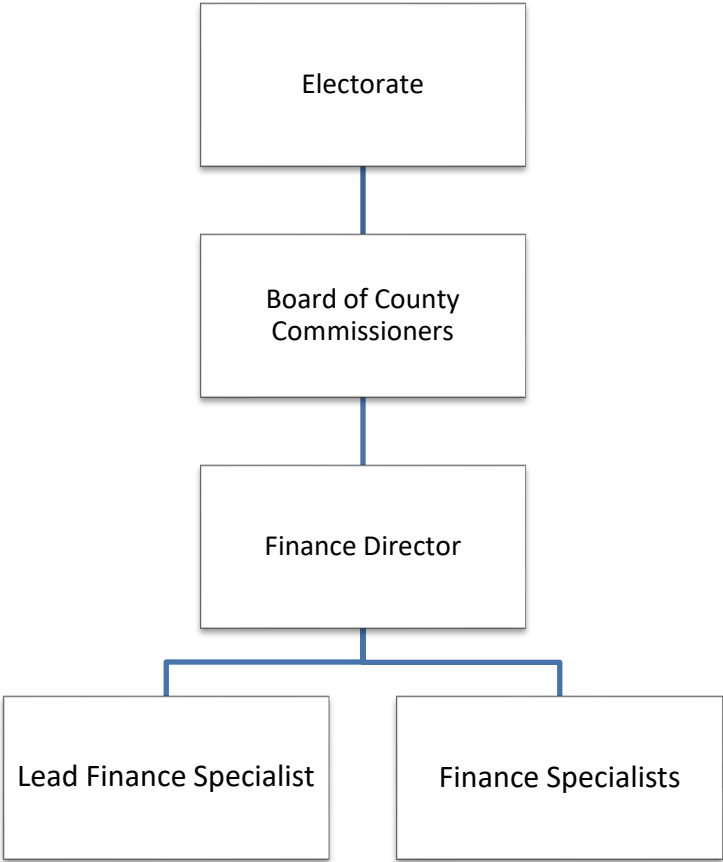 Electorate
Board of County
Commissioners
Finance Director
Lead Finance Specialist
Finance Specialists